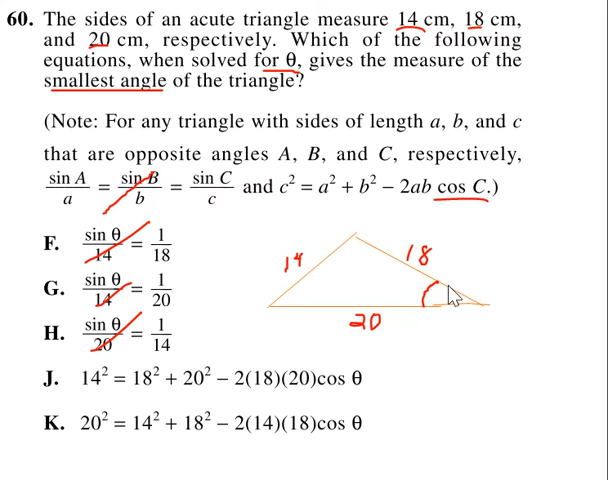 60. The sides of an acute triangle measure 14 cm, 18 cm,
and 20 cm, respectively. Which of the following
equations, when solved for θ, gives the measure of the
smallest angle of the triangle?
(Note: For any triangle with sides of length a, b, and c
that are opposite angles A, B, and C, respectively,
sin A / a = sin B / b = sin C / c and c² = a² + b² − 2ab cos C.)
F. sin θ / 14 = 1 / 18
G. sin θ / 14 = 1 / 20
H. sin θ / 20 = 1 / 14
J. 14² = 18² + 20² − 2(18)(20)cos θ
K. 20² = 14² + 18² − 2(14)(18)cos θ
14
18
20